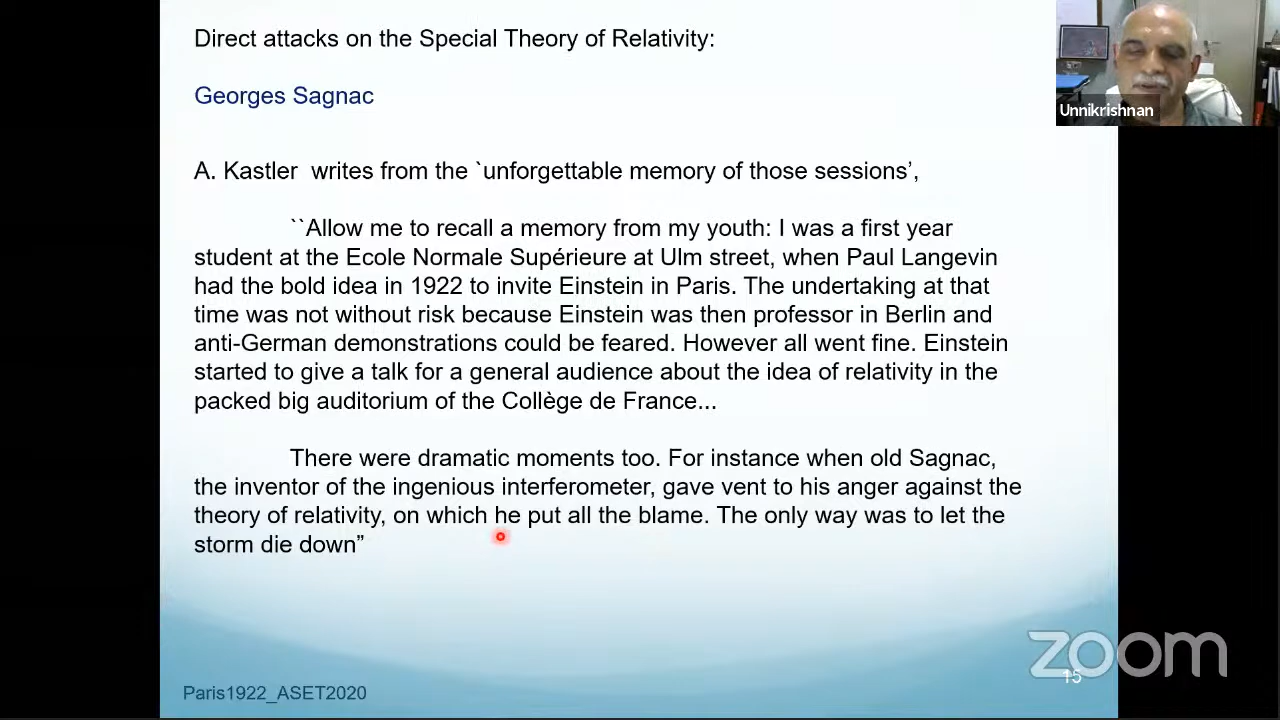 Direct attacks on the Special Theory of Relativity:
Georges Sagnac
A. Kastler writes from the `unforgettable memory of those sessions’,
``Allow me to recall a memory from my youth: I was a first year
student at the Ecole Normale Supérieure at Ulm street, when Paul Langevin
had the bold idea in 1922 to invite Einstein in Paris. The undertaking at that
time was not without risk because Einstein was then professor in Berlin and
anti-German demonstrations could be feared. However all went fine. Einstein
started to give a talk for a general audience about the idea of relativity in the
packed big auditorium of the Collège de France...
There were dramatic moments too. For instance when old Sagnac,
the inventor of the ingenious interferometer, gave vent to his anger against the
theory of relativity, on which he put all the blame. The only way was to let the
storm die down”
Paris1922_ASET2020
15
zoom
Unnikrishnan